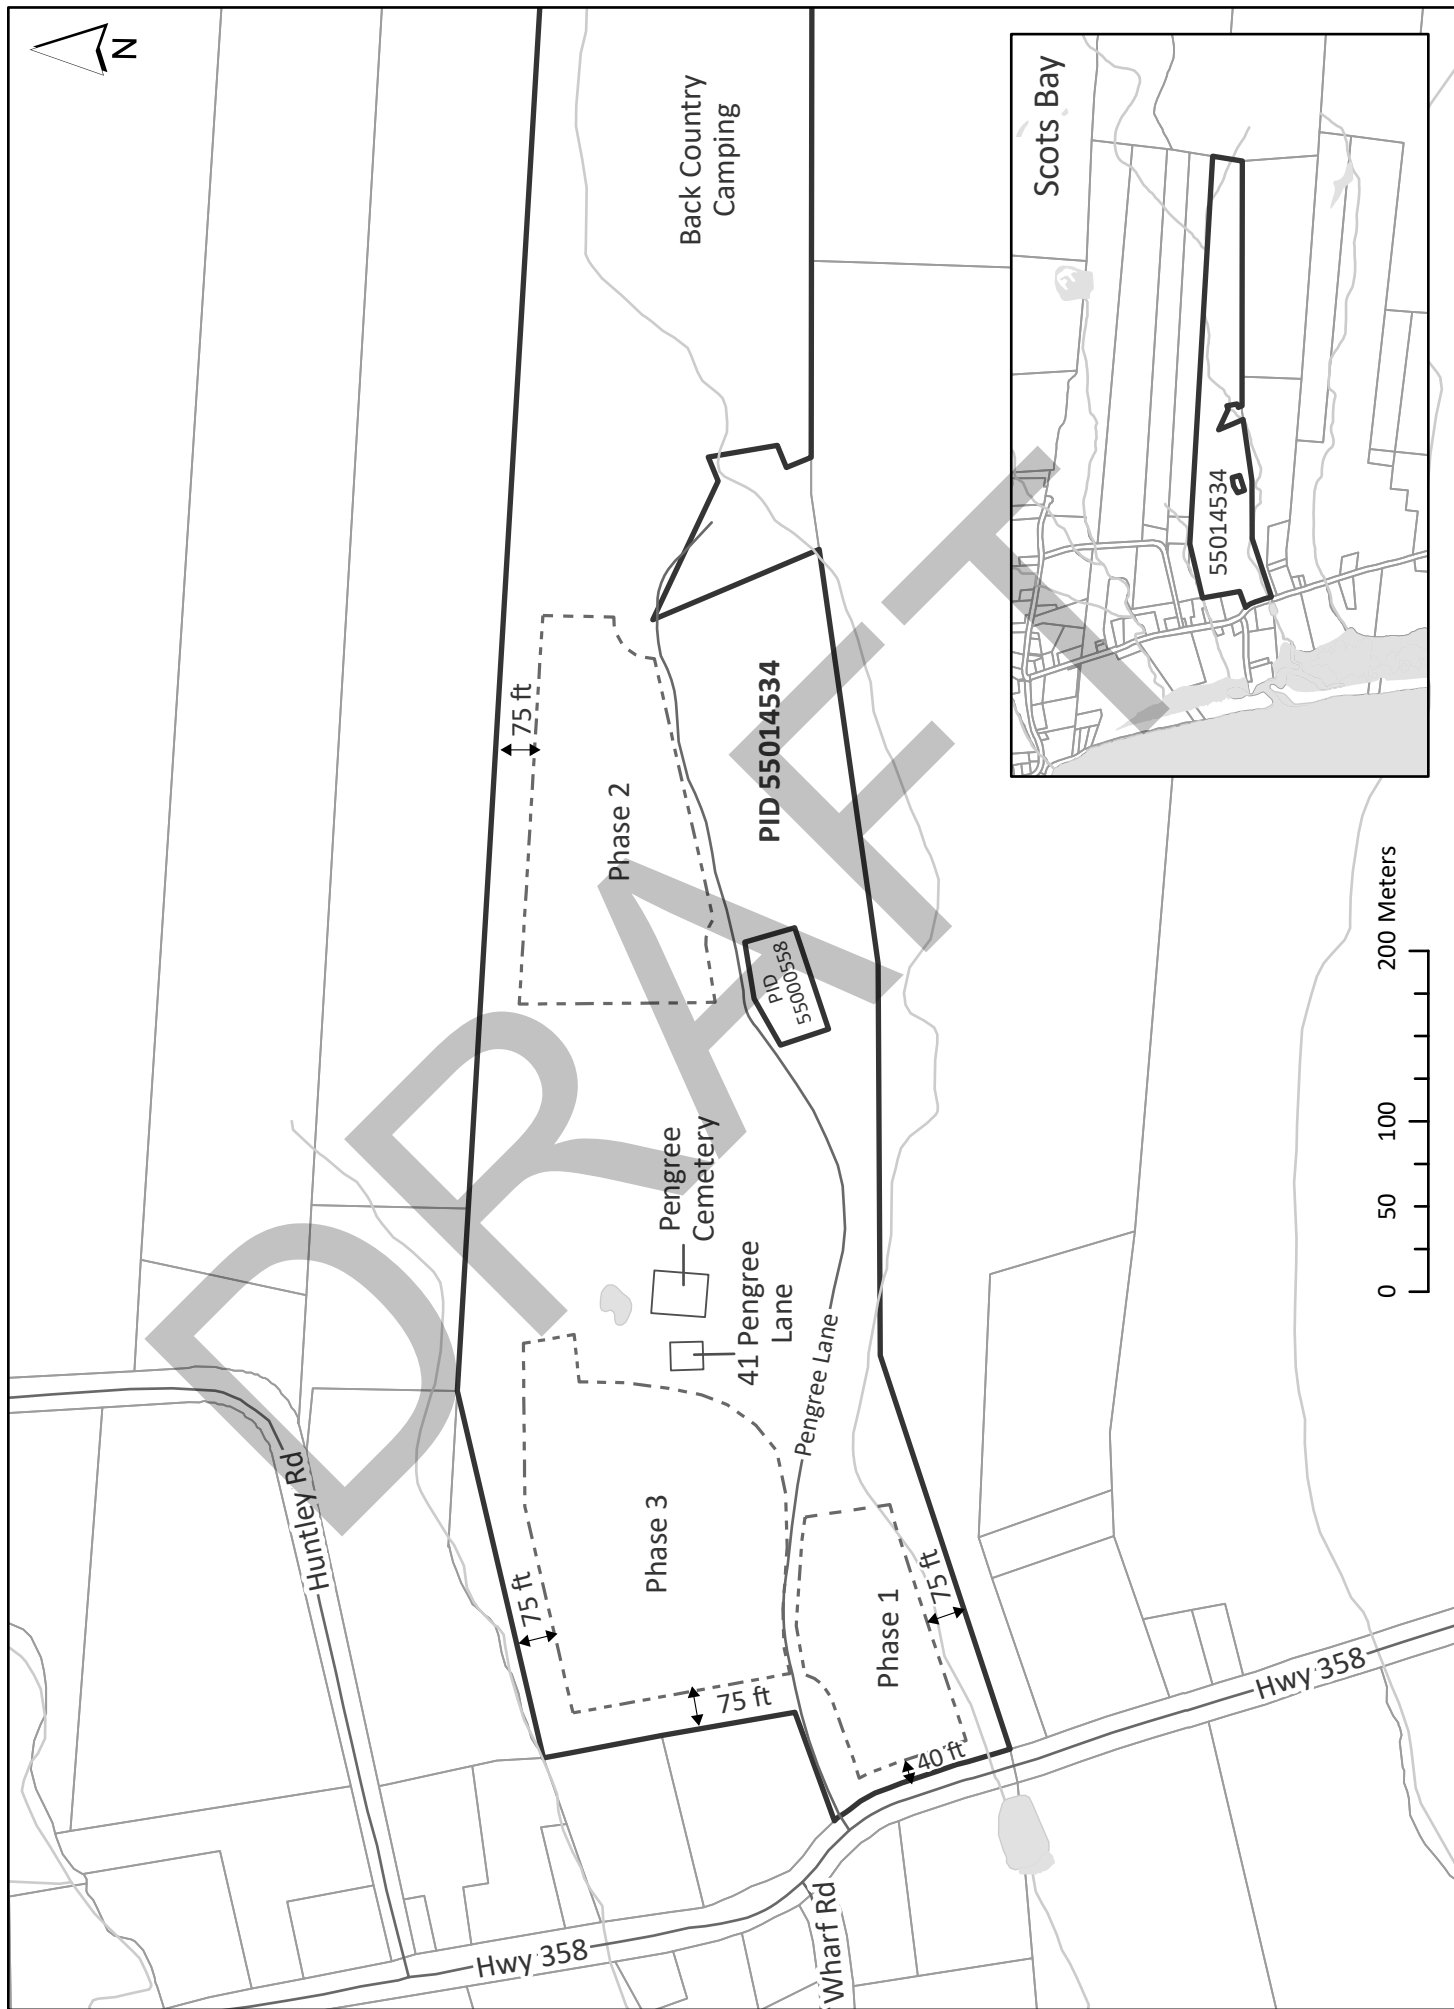 N
Back Country
Camping
Scots Bay
55014534
75 ft
Phase 2
PID 55014534
PID
55000558
Pengree
Cemetery
41 Pengree
Lane
Pengree Lane
Huntley Rd
Phase 3
75 ft
75 ft
Phase 1
75 ft
40 ft
Hwy 358
Hwy 358
Wharf Rd
0
50
100
200 Meters
DRAFT